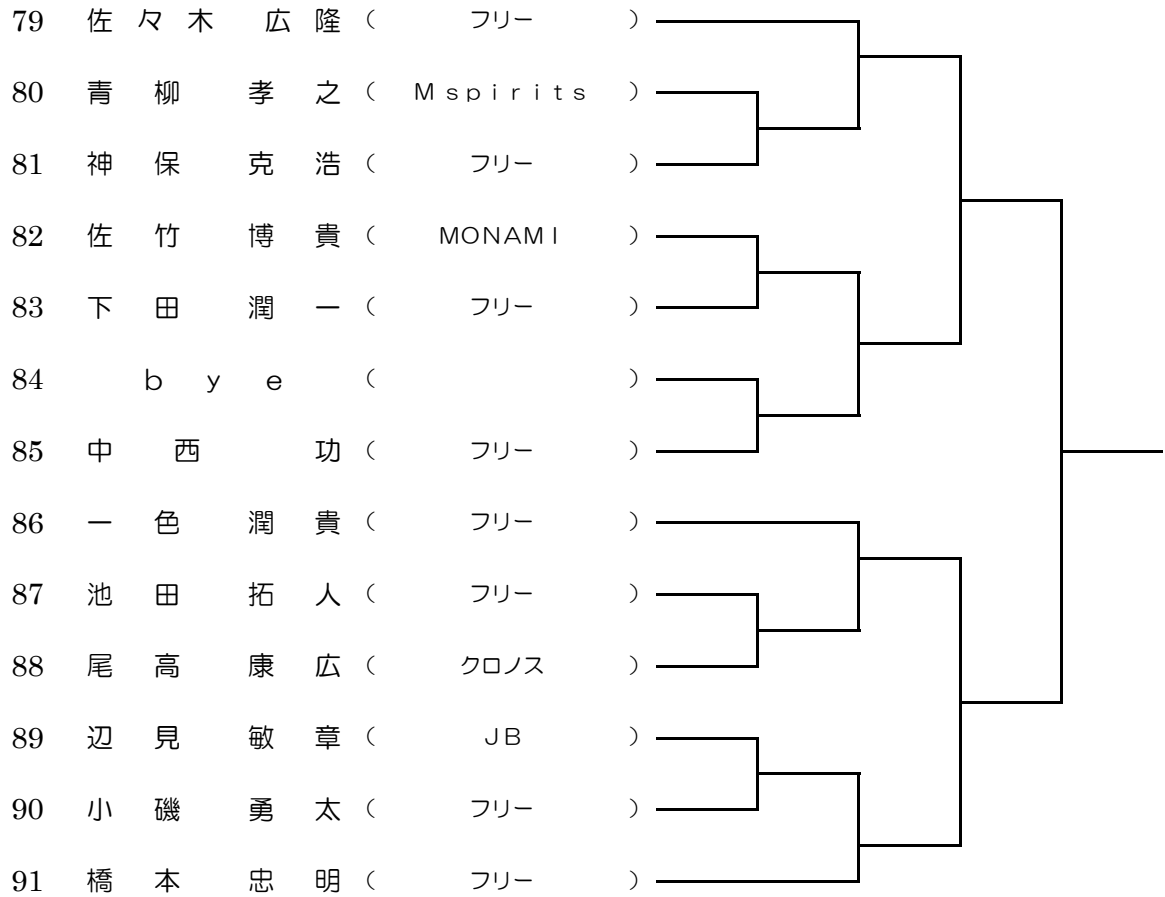 79 佐々木 広隆 ( フリー )
80 青柳 孝之 ( Mspirits )
81 神保 克浩 ( フリー )
82 佐竹 博貴 ( MONAMI )
83 下田 潤一 ( フリー )
84 bye ( )
85 中西 功 ( フリー )
86 一色 潤貴 ( フリー )
87 池田 拓人 ( フリー )
88 尾高 康広 ( クロノス )
89 辺見 敏章 ( JB )
90 小磯 勇太 ( フリー )
91 橋本 忠明 ( フリー )